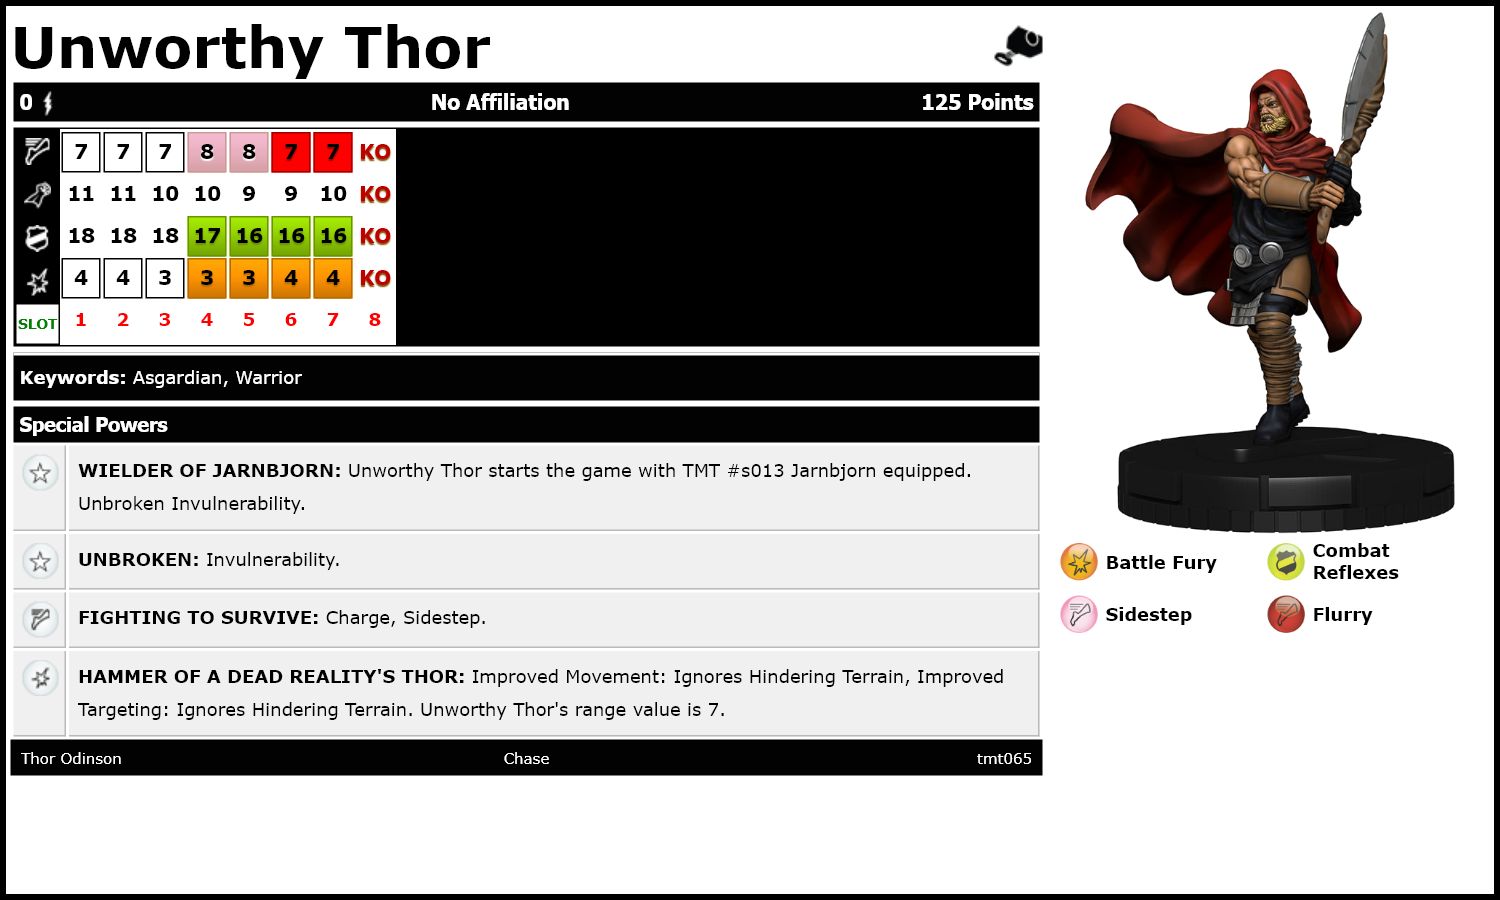 Unworthy Thor
0 No Affiliation 125 Points
7 7 7 8 8 7 7 KO
11 11 10 10 9 9 10 KO
18 18 18 17 16 16 16 KO
4 4 3 3 3 4 4 KO
SLOT 1 2 3 4 5 6 7 8
Keywords: Asgardian, Warrior
Special Powers
WIELDER OF JARNBJORN: Unworthy Thor starts the game with TMT #s013 Jarnbjorn equipped.
Unbroken Invulnerability.
UNBROKEN: Invulnerability.
FIGHTING TO SURVIVE: Charge, Sidestep.
HAMMER OF A DEAD REALITY'S THOR: Improved Movement: Ignores Hindering Terrain, Improved
Targeting: Ignores Hindering Terrain. Unworthy Thor's range value is 7.
Thor Odinson Chase tmt065
Battle Fury
Combat
Reflexes
Sidestep
Flurry